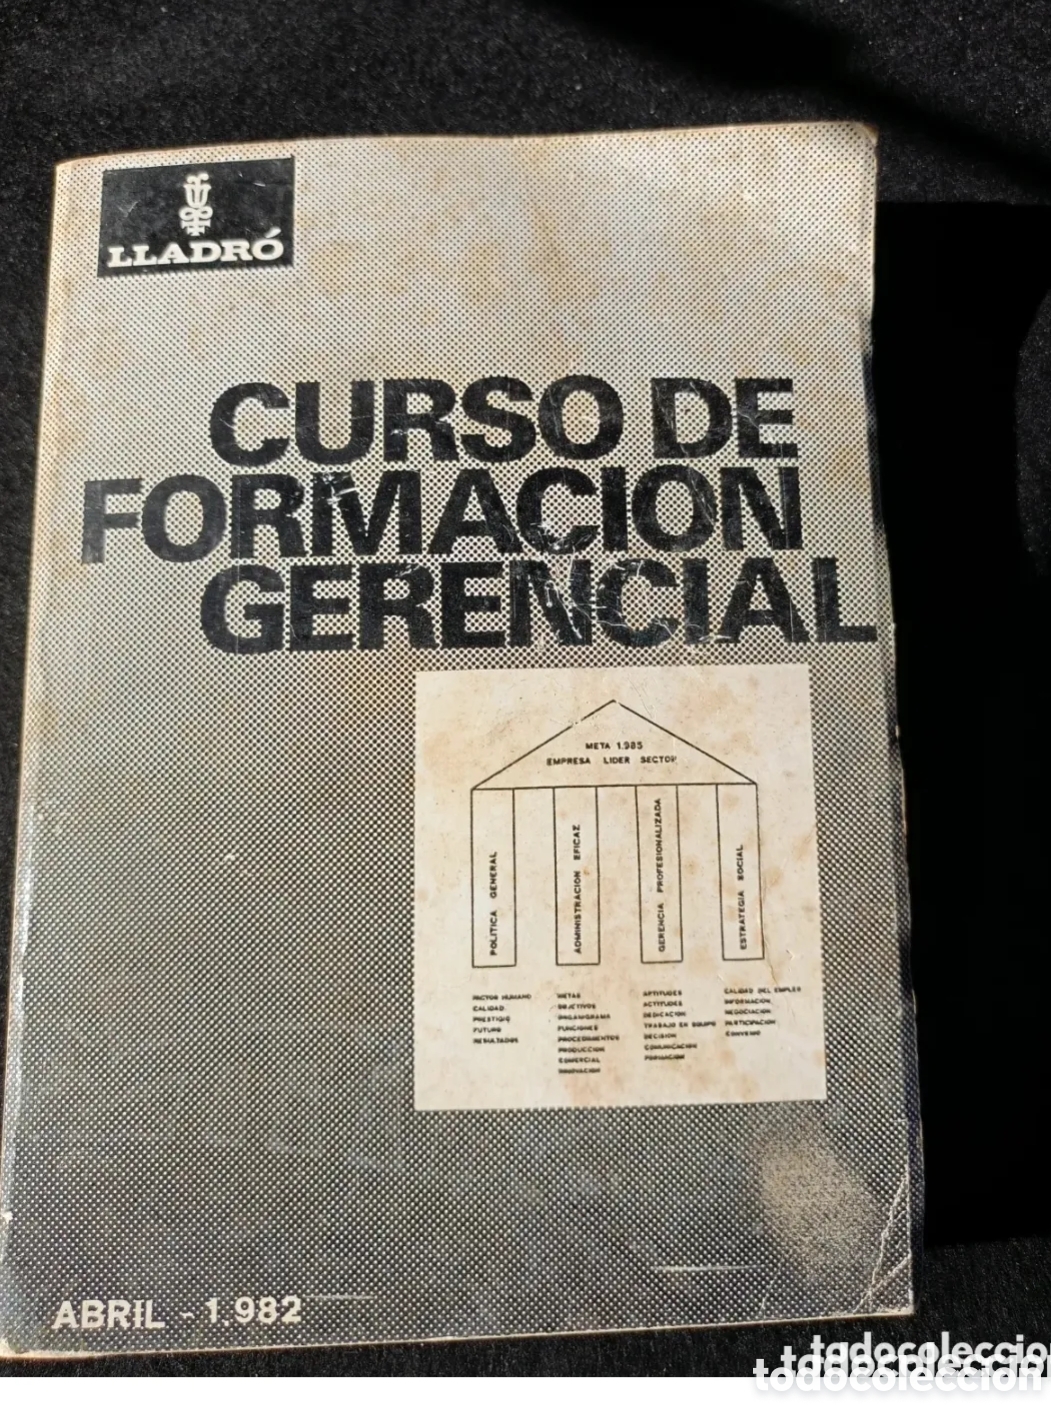 LLADRÓ
CURSO DE
FORMACION
GERENCIAL
META 1.985
EMPRESA LIDER SECTOR
POLITICA GENERAL
ADMINISTRACION EFICAZ
GERENCIA PROFESIONALIZADA
ESTRATEGIA SOCIAL
FACTOR HUMANO
CALIDAD
PRESTIGIO
FUTURO
RESULTADOS
METAS
OBJETIVOS
ORGANIGRAMA
FUNCIONES
PROCEDIMIENTOS
PRODUCCION
COMERCIAL
INNOVACION
APTITUDES
ACTITUDES
DEDICACION
TRABAJO EN EQUIPO
DECISION
COMUNICACION
FORMACION
CALIDAD DEL EMPLEO
INFORMACION
NEGOCIACION
PARTICIPACION
CONVENIO
ABRIL - 1.982
todocoleccion
todocolección